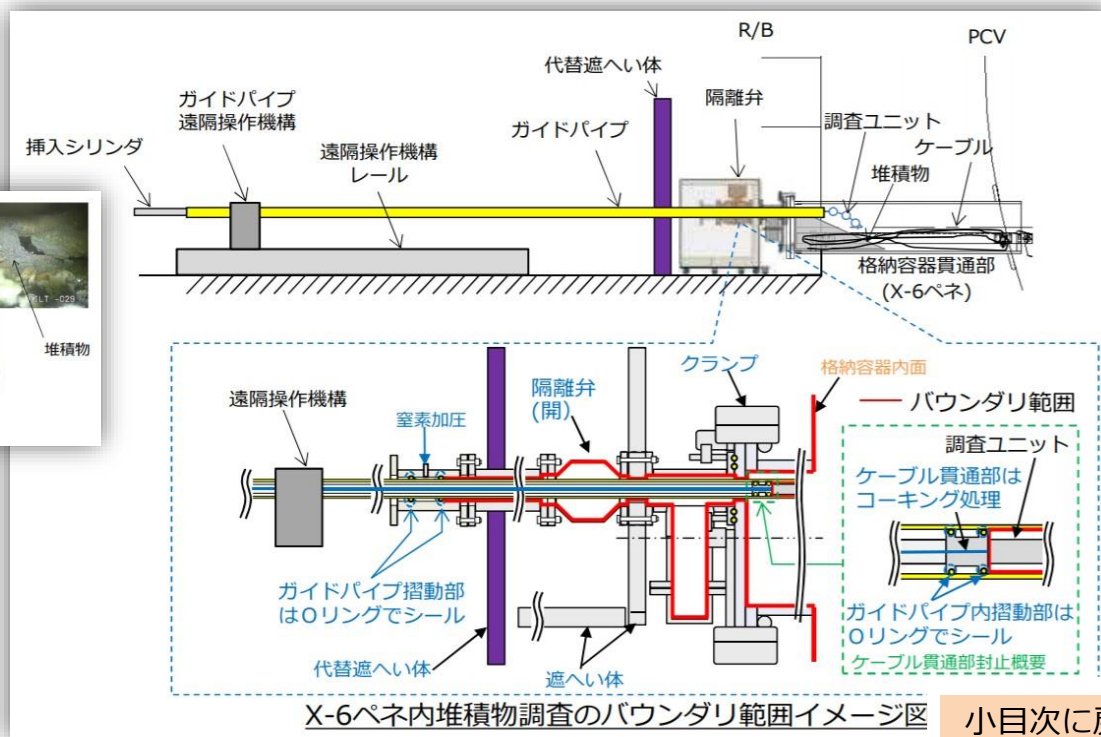 R/B
PCV
代替遮へい体
隔離弁
ガイドパイプ
遠隔操作機構
ガイドパイプ
調査ユニット
挿入シリンダ
遠隔操作機構
レール
ケーブル
堆積物
格納容器貫通部
(X-6ペネ)
-029
堆積物
クランプ
格納容器内面
隔離弁
(開)
バウンダリ範囲
遠隔操作機構
窒素加圧
調査ユニット
ケーブル貫通部は
コーキング処理
ガイドパイプ摺動部
はOリングでシール
ガイドパイプ内摺動部は
Oリングでシール
ケーブル貫通部封止概要
代替遮へい体
遮へい体
X-6ペネ内堆積物調査のバウンダリ範囲イメージ図
小目次に